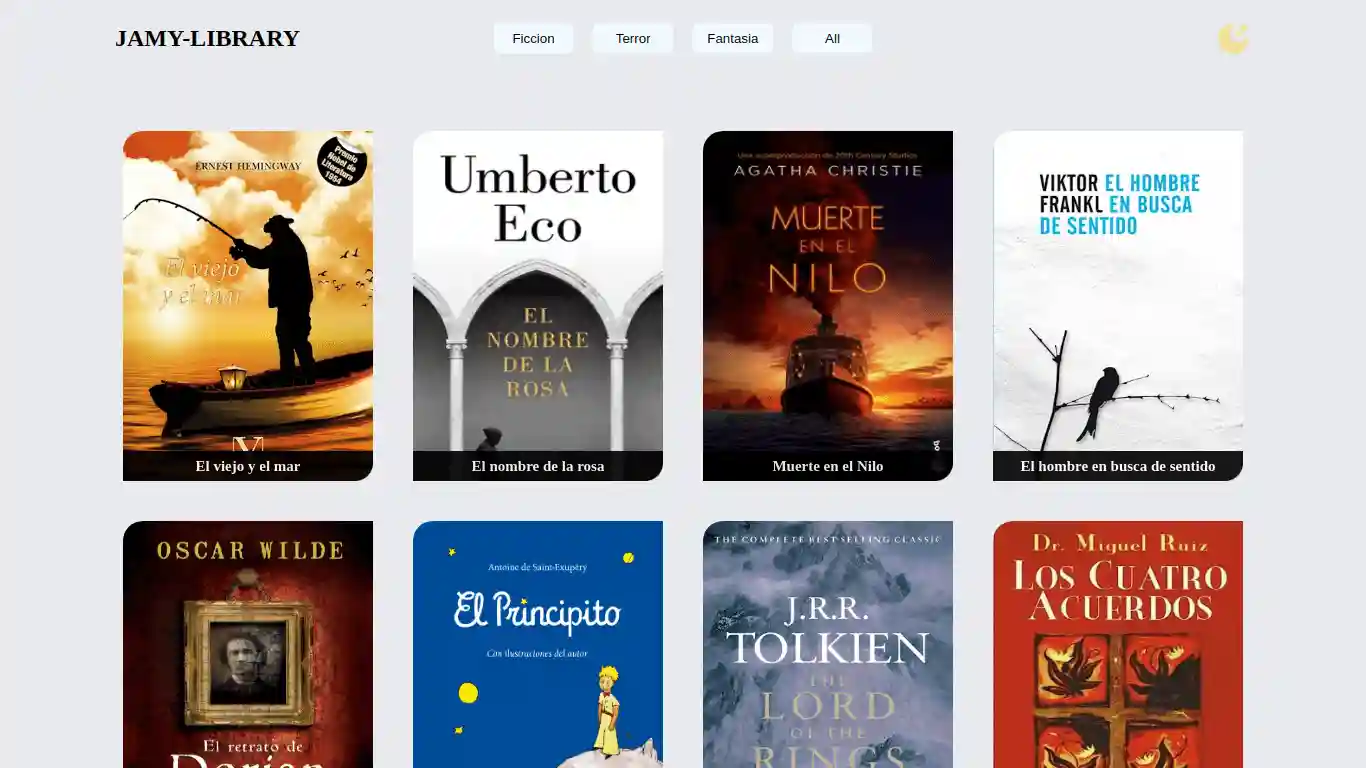 JAMY-LIBRARY
Ficcion
Terror
Fantasia
All
ERNEST HEMINGWAY
Premio
Nobel de
Literatura
1954
El viejo
y el mar
El viejo y el mar
Umberto
Eco
EL
NOMBRE
DE LA
ROSA
El nombre de la rosa
Una superproducción de 20th Century Studios
AGATHA CHRISTIE
MUERTE
EN EL
NILO
Muerte en el Nilo
VIKTOR EL HOMBRE
FRANKL EN BUSCA
DE SENTIDO
El hombre en busca de sentido
OSCAR WILDE
El retrato de
Dorian
Antoine de Saint-Exupéry
El Principito
Con ilustraciones del autor
THE COMPLETE BEST SELLING CLASSIC
J.R.R.
TOLKIEN
THE
LORD
OF THE
RINGS
Dr. Miguel Ruiz
LOS CUATRO
ACUERDOS